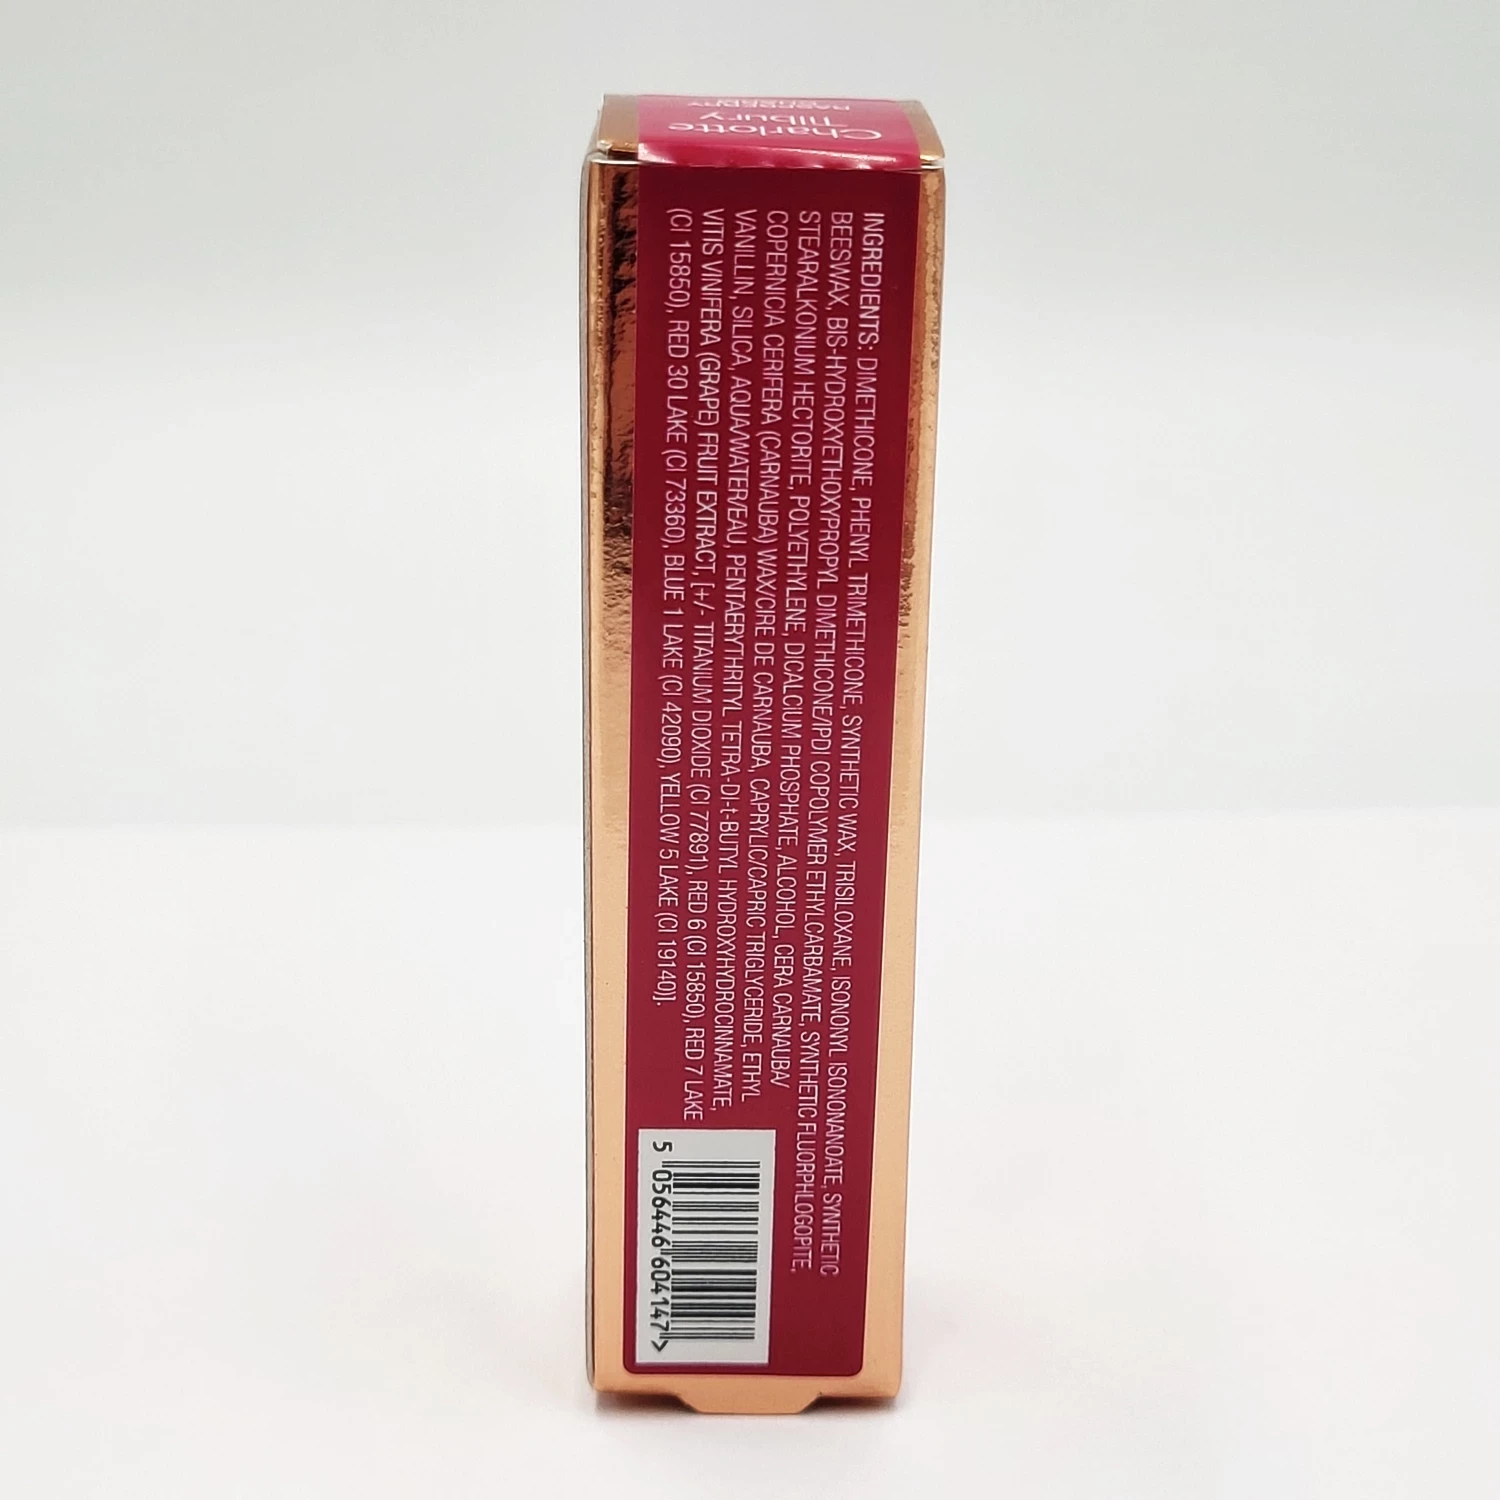 Charlotte
Tilbury
INGREDIENTS: DIMETHICONE, PHENYL TRIMETHICONE, SYNTHETIC WAX, TRISILOXANE, ISONONYL ISONONANOATE, SYNTHETIC
BEESWAX, BIS-HYDROXYETHOXYPROPYL DIMETHICONE/IPDI COPOLYMER ETHYLCARBAMATE, SYNTHETIC FLUORPHLOGOPITE,
STEARALKONIUM HECTORITE, POLYETHYLENE, DICALCIUM PHOSPHATE, ALCOHOL, CERA CARNAUBA/
COPERNICIA CERIFERA (CARNAUBA) WAX/CIRE DE CARNAUBA, CAPRYLIC/CAPRIC TRIGLYCERIDE, ETHYL
VANILLIN, SILICA, AQUA/WATER/EAU, PENTAERYTHRITYL TETRA-DI-t-BUTYL HYDROXYHYDROCINNAMATE,
VITIS VINIFERA (GRAPE) FRUIT EXTRACT, [+/- TITANIUM DIOXIDE (CI 77891), RED 6 (CI 15850), RED 7 LAKE
(CI 15850), RED 30 LAKE (CI 73360), BLUE 1 LAKE (CI 42090), YELLOW 5 LAKE (CI 19140)].
5 056446 604147 >